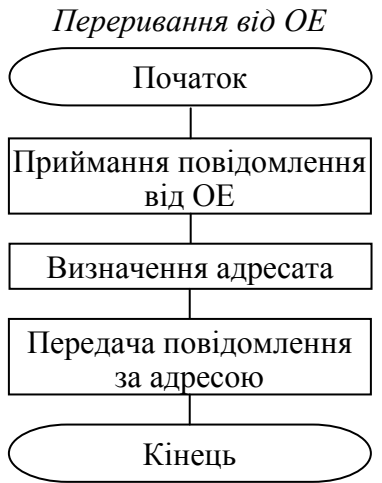 Переривання від ОЕ
Початок
Приймання повідомлення
від ОЕ
Визначення адресата
Передача повідомлення
за адресою
Кінець